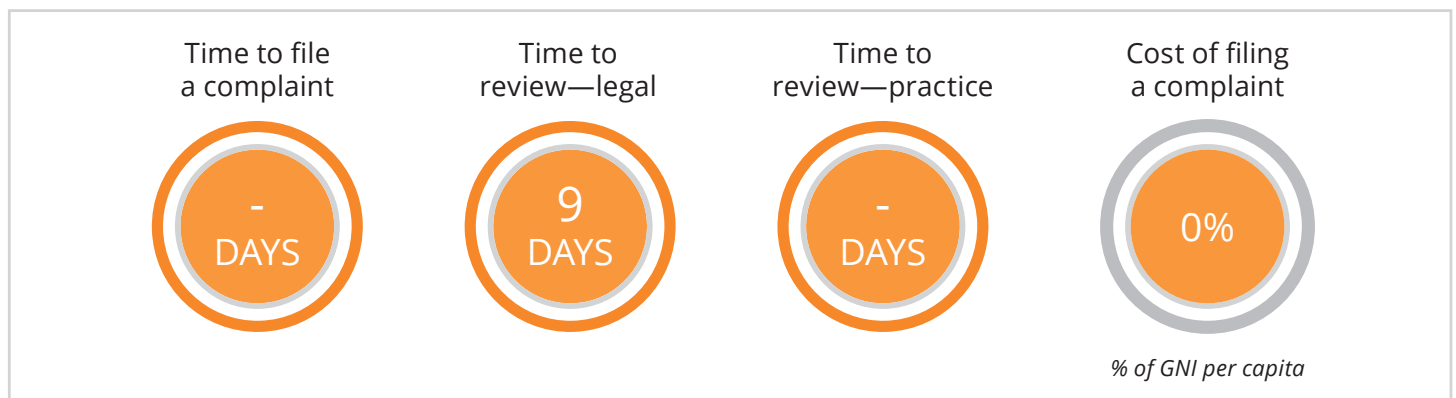 Time to file
a complaint
-
DAYS
Time to
review—legal
9
DAYS
Time to
review—practice
-
DAYS
Cost of filing
a complaint
0%
% of GNI per capita